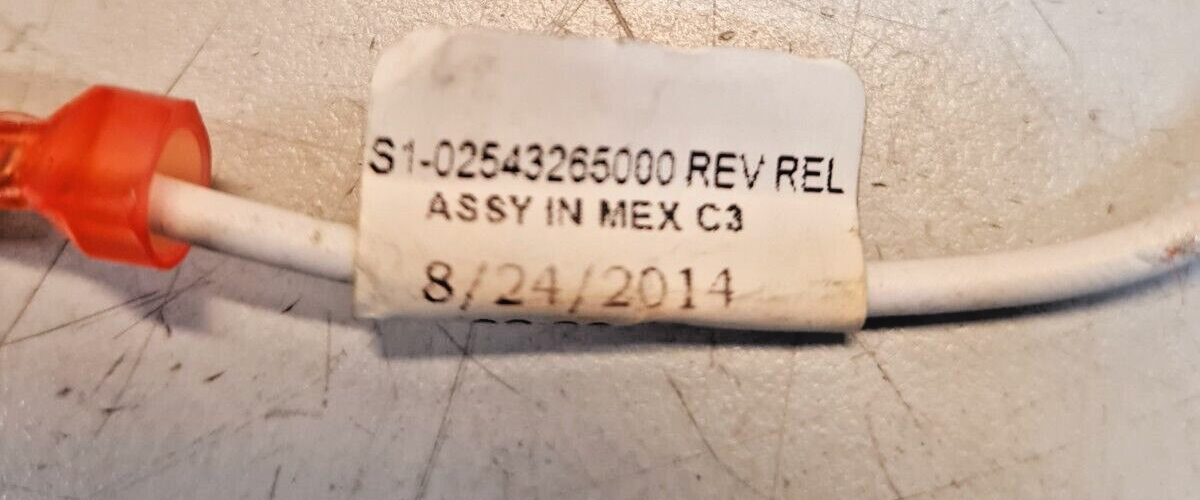 S1-02543265000 REV REL
ASSY IN MEX C3
8/24/2014